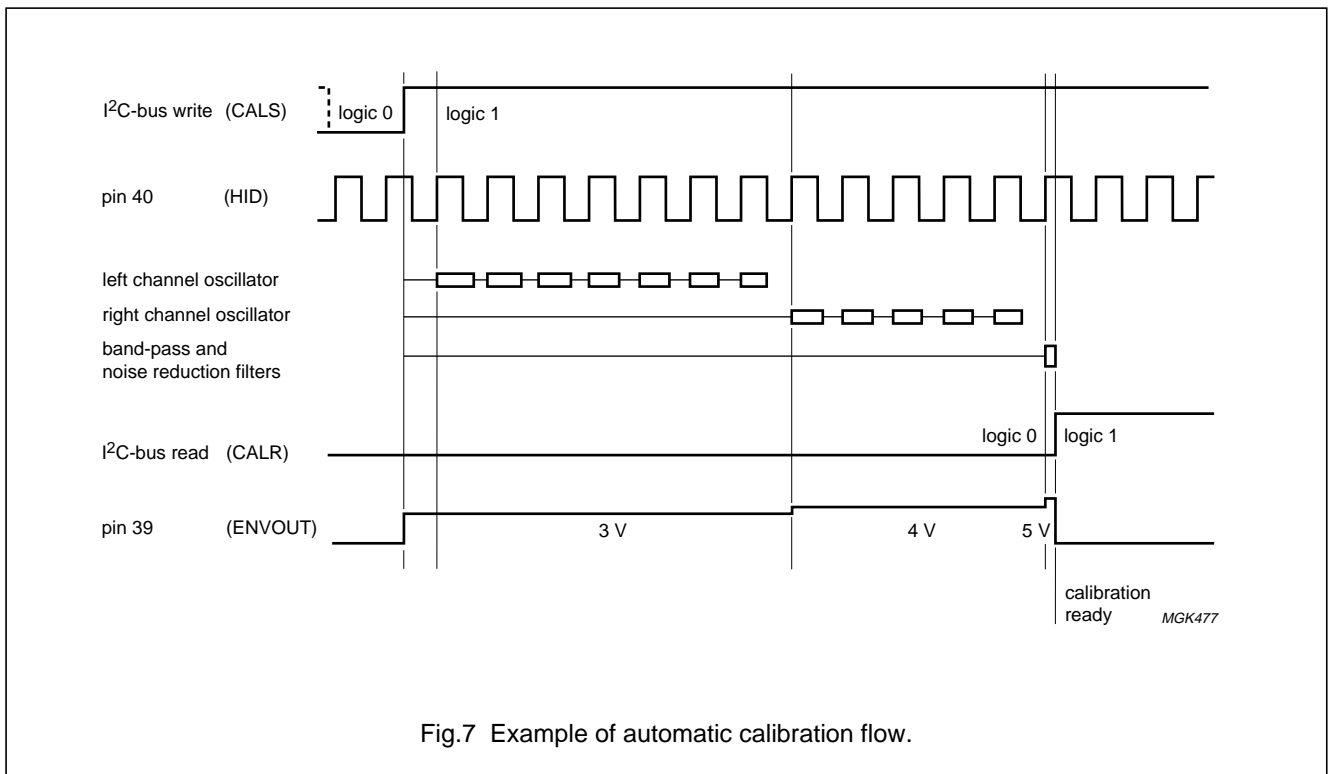 I²C-bus write (CALS) logic 0 logic 1
pin 40 (HID)
left channel oscillator
right channel oscillator
band-pass and
noise reduction filters
I²C-bus read (CALR) logic 0 logic 1
pin 39 (ENVOUT) 3 V 4 V 5 V
calibration
ready MGK477
Fig.7 Example of automatic calibration flow.